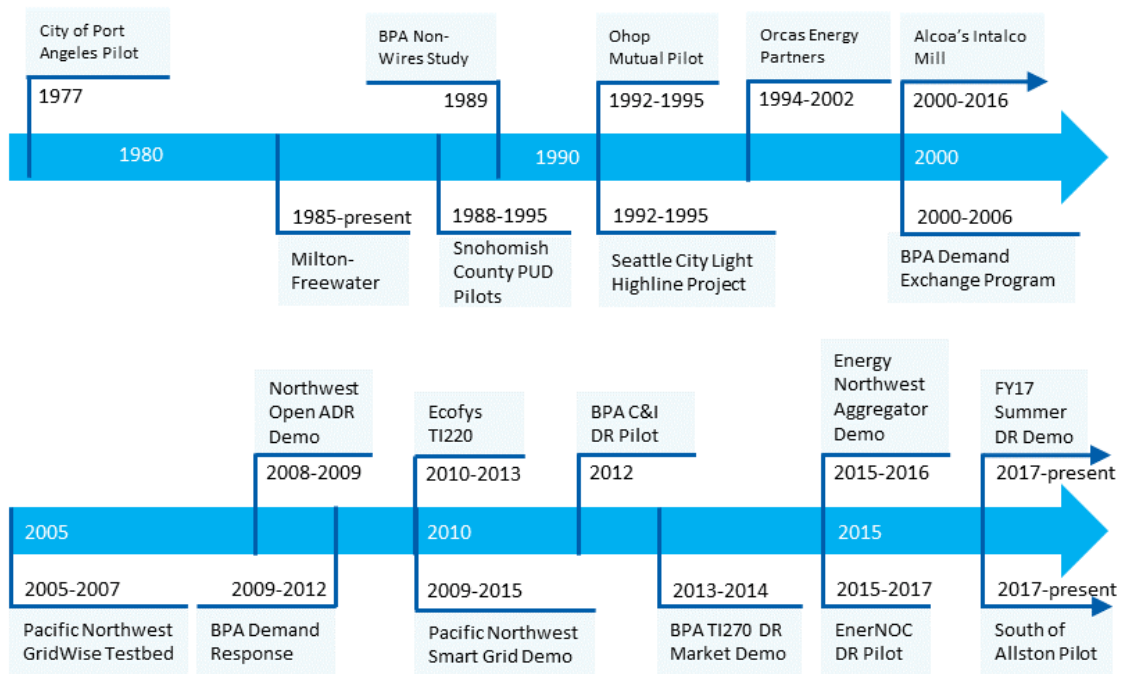 City of Port
Angeles Pilot
1977
BPA Non-
Wires Study
1989
Ohop
Mutual Pilot
1992-1995
Orcas Energy
Partners
1994-2002
Alcoa's Intalco
Mill
2000-2016
1980
1990
2000
1985-present
Milton-
Freewater
1988-1995
Snohomish
County PUD
Pilots
1992-1995
Seattle City Light
Highline Project
2000-2006
BPA Demand
Exchange Program
Northwest
Open ADR
Demo
2008-2009
Ecofys
TI220
2010-2013
BPA C&I
DR Pilot
2012
Energy
Northwest
Aggregator
Demo
2015-2016
FY17
Summer
DR Demo
2017-present
2005
2010
2015
2005-2007
Pacific Northwest
GridWise Testbed
2009-2012
BPA Demand
Response
2009-2015
Pacific Northwest
Smart Grid Demo
2013-2014
BPA TI270 DR
Market Demo
2015-2017
EnerNOC
DR Pilot
2017-present
South of
Allston Pilot